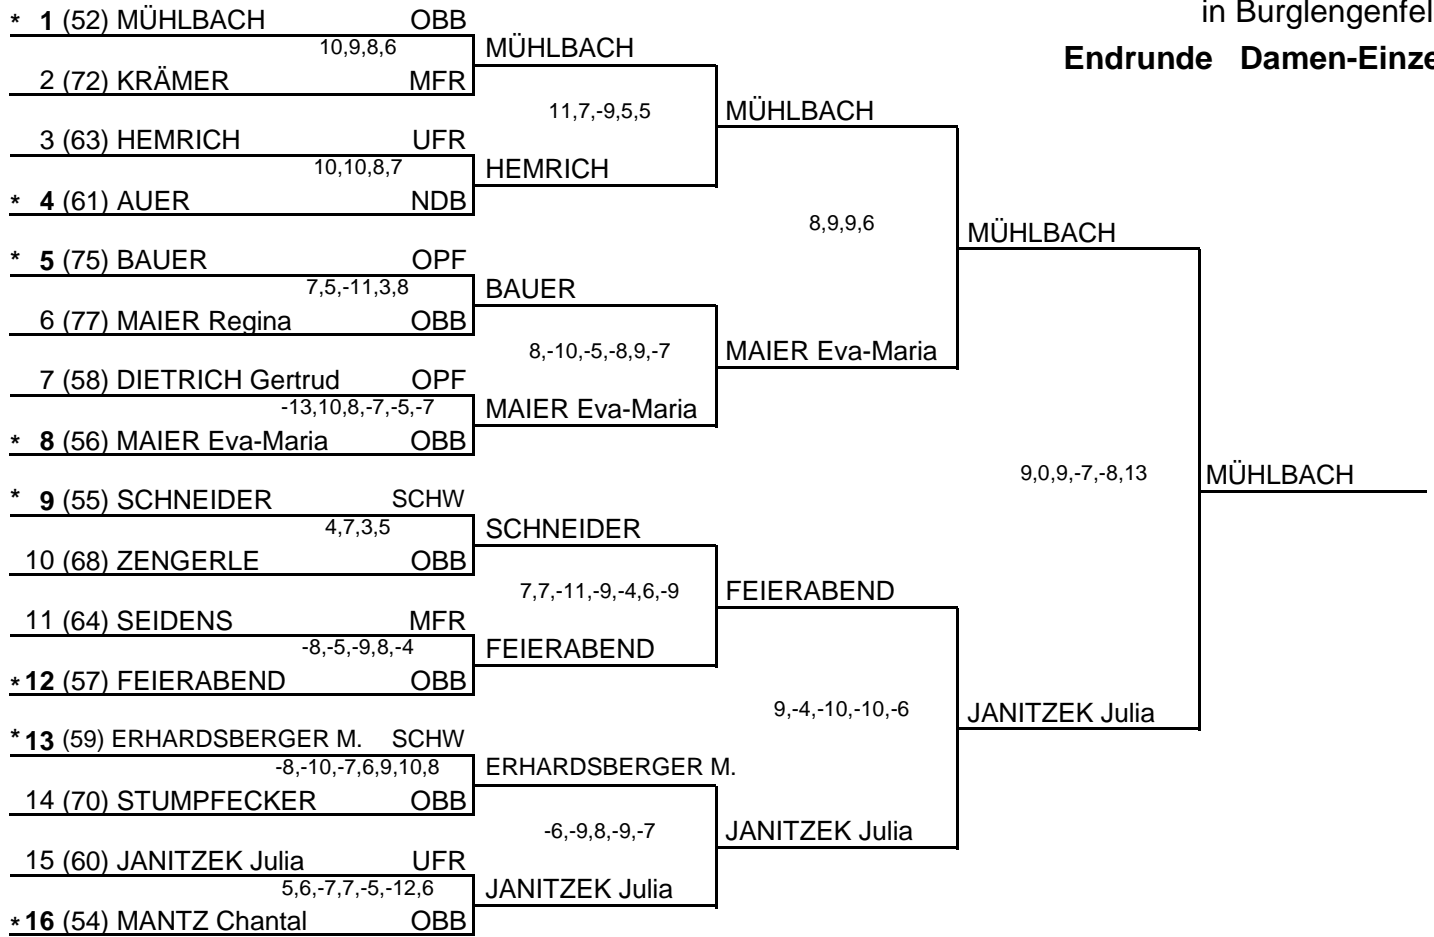 in Burglengenfel
Endrunde Damen-Einze
* 1 (52) MÜHLBACH OBB
10,9,8,6
MÜHLBACH
2 (72) KRÄMER MFR
11,7,-9,5,5
MÜHLBACH
3 (63) HEMRICH UFR
10,10,8,7
HEMRICH
* 4 (61) AUER NDB
8,9,9,6
MÜHLBACH
* 5 (75) BAUER OPF
7,5,-11,3,8
BAUER
6 (77) MAIER Regina OBB
8,-10,-5,-8,9,-7
MAIER Eva-Maria
7 (58) DIETRICH Gertrud OPF
-13,10,8,-7,-5,-7
MAIER Eva-Maria
* 8 (56) MAIER Eva-Maria OBB
9,0,9,-7,-8,13
MÜHLBACH
* 9 (55) SCHNEIDER SCHW
4,7,3,5
SCHNEIDER
10 (68) ZENGERLE OBB
7,7,-11,-9,-4,6,-9
FEIERABEND
11 (64) SEIDENS MFR
-8,-5,-9,8,-4
FEIERABEND
* 12 (57) FEIERABEND OBB
9,-4,-10,-10,-6
JANITZEK Julia
* 13 (59) ERHARDSBERGER M. SCHW
-8,-10,-7,6,9,10,8
ERHARDSBERGER M.
14 (70) STUMPFECKER OBB
-6,-9,8,-9,-7
JANITZEK Julia
15 (60) JANITZEK Julia UFR
5,6,-7,7,-5,-12,6
JANITZEK Julia
* 16 (54) MANTZ Chantal OBB